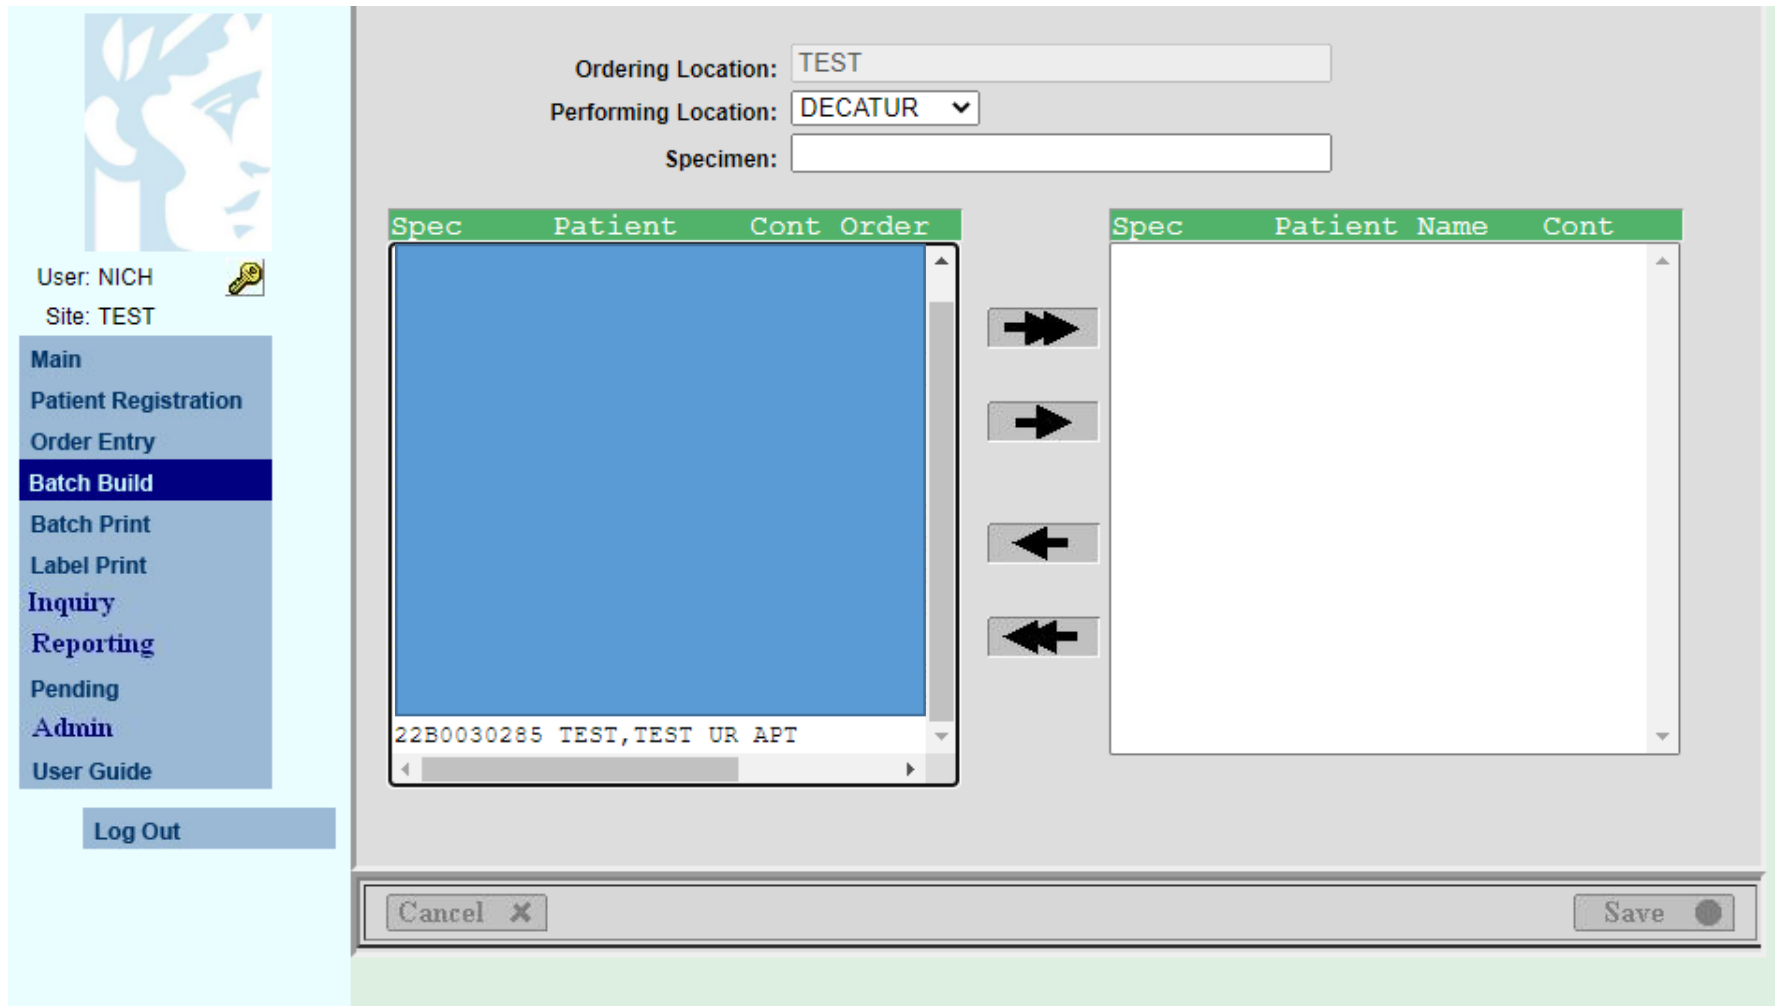 Ordering Location: TEST
Performing Location: DECATUR
Specimen:
Spec Patient Cont Order
Spec Patient Name Cont
22B0030285 TEST,TEST UR APT
User: NICH
Site: TEST
Main
Patient Registration
Order Entry
Batch Build
Batch Print
Label Print
Inquiry
Reporting
Pending
Admin
User Guide
Log Out
Cancel
Save